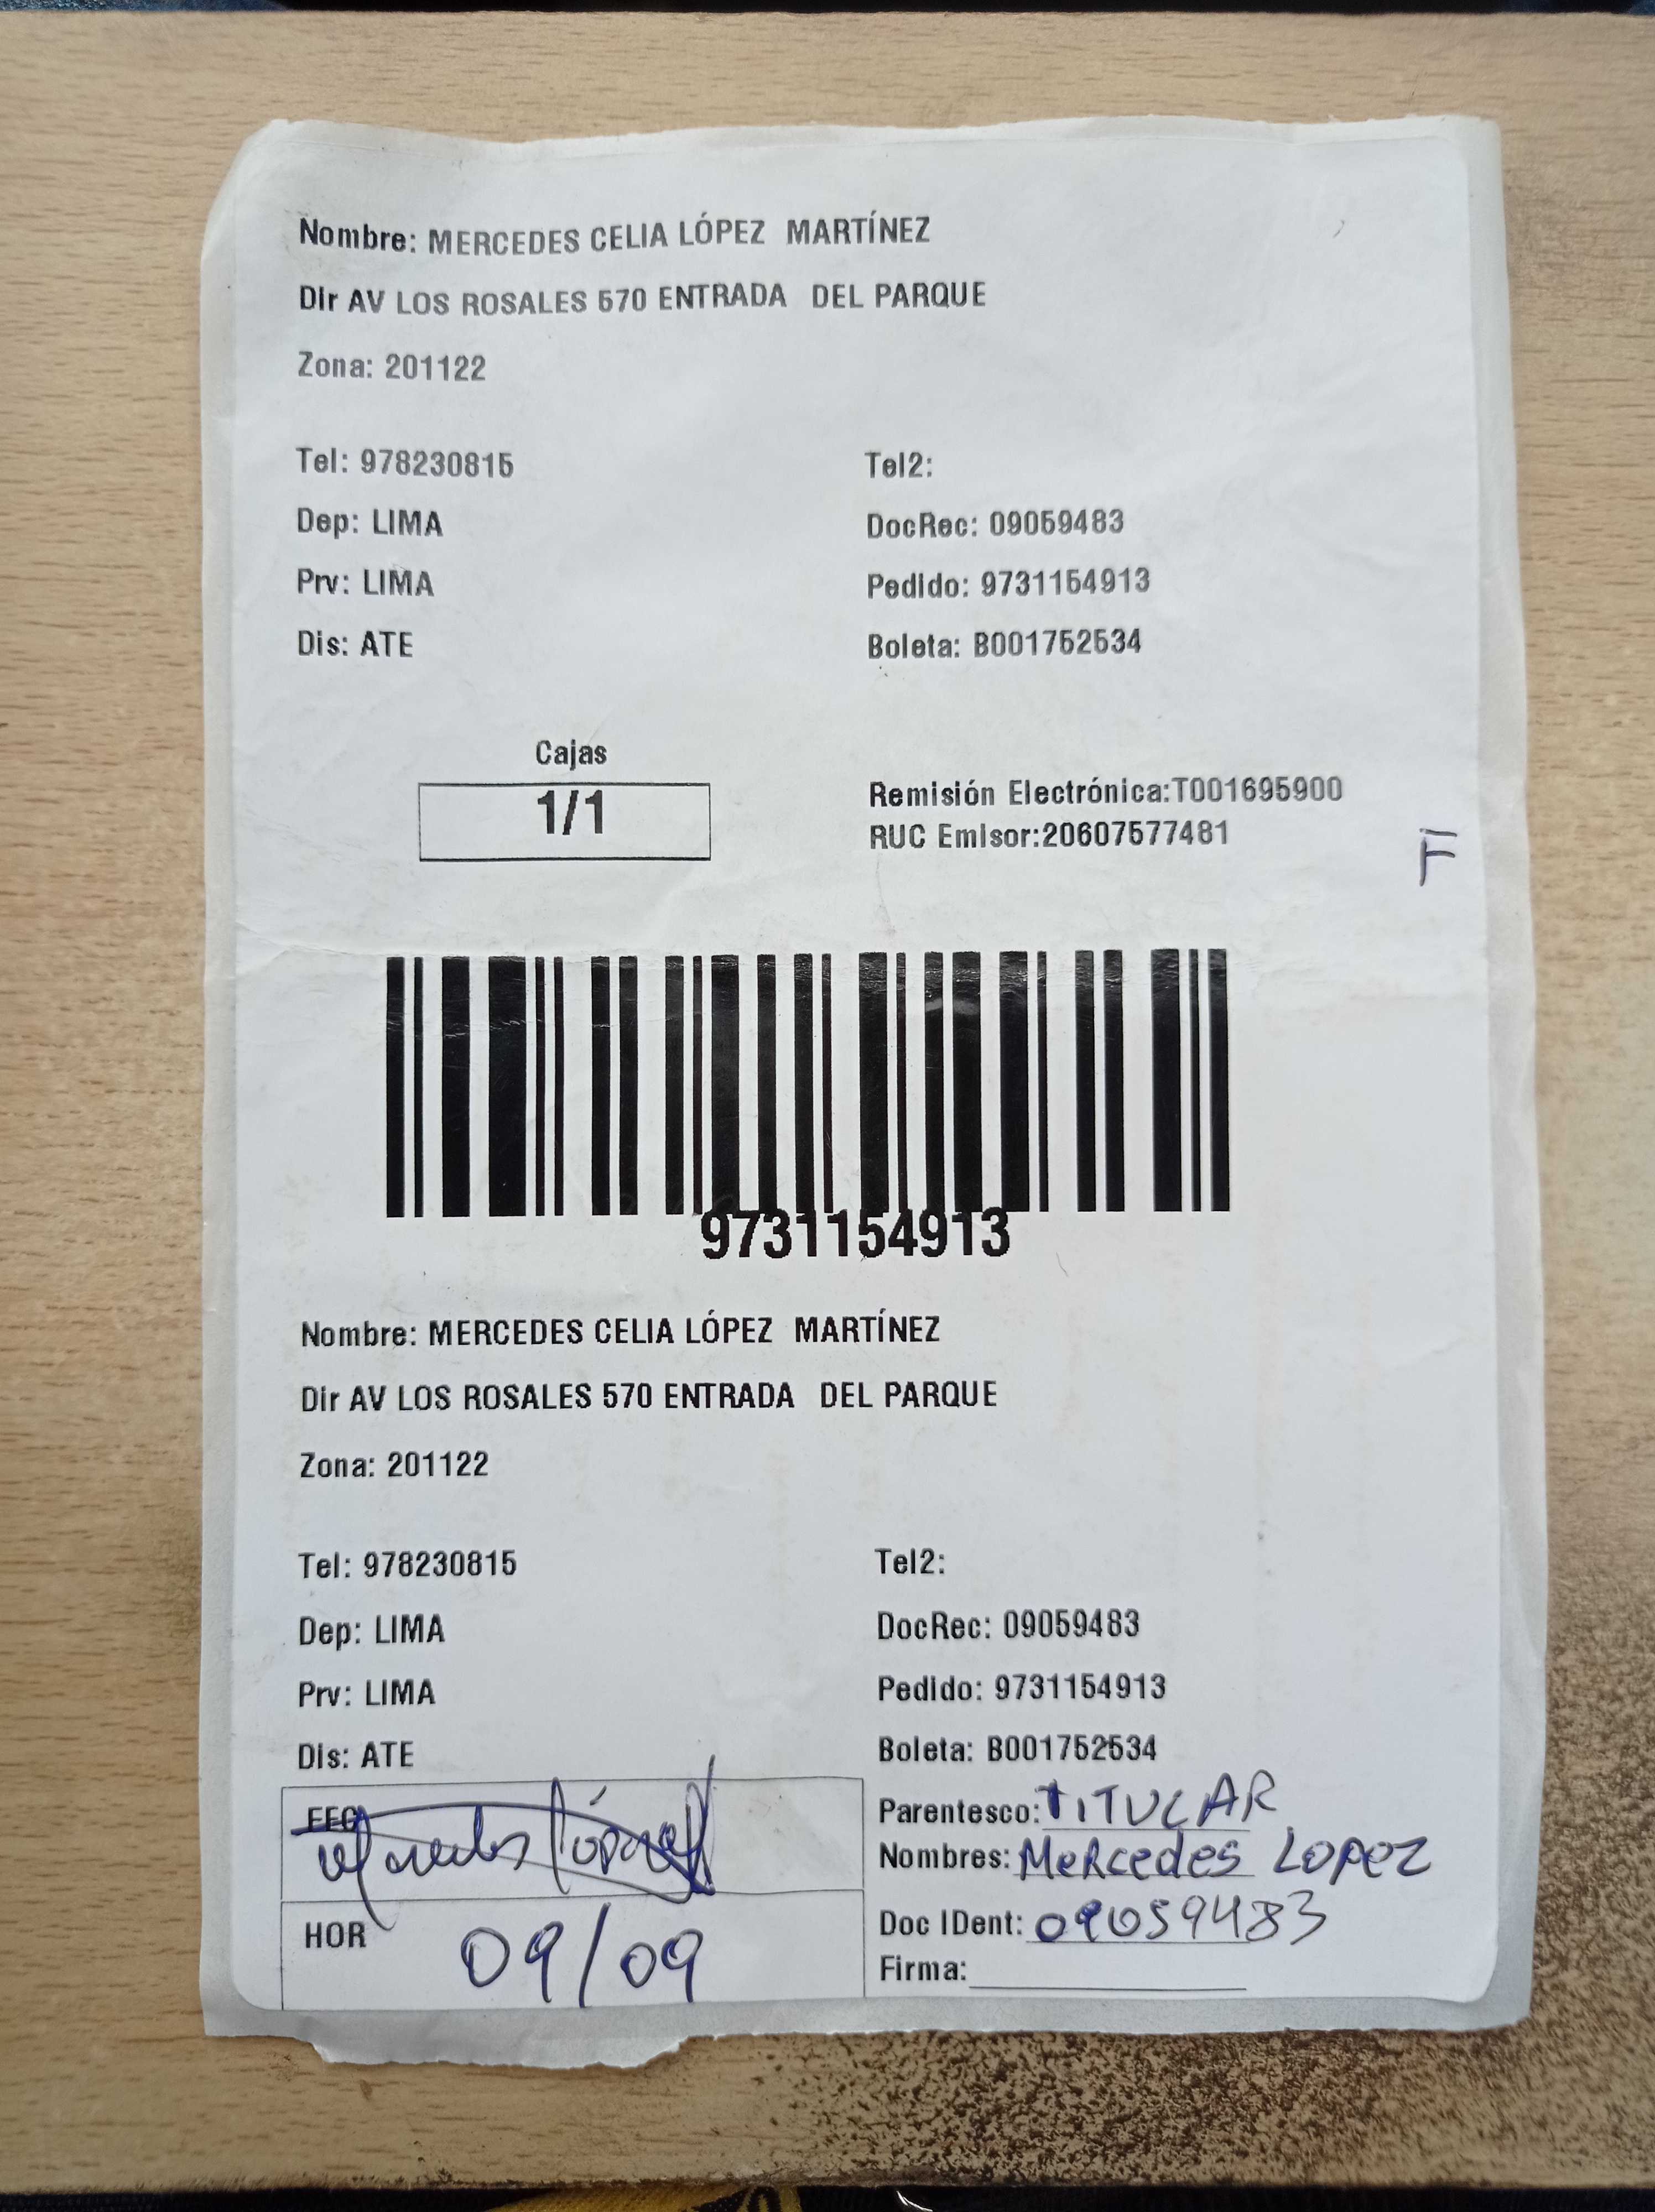 Nombre: MERCEDES CELIA LÓPEZ MARTÍNEZ
Dir AV LOS ROSALES 570 ENTRADA DEL PARQUE
Zona: 201122
Tel: 978230815 Tel2:
Dep: LIMA DocRec: 09059483
Prv: LIMA Pedido: 9731154913
Dis: ATE Boleta: B001752534
Cajas
1/1
Remisión Electrónica:T001695900
RUC Emisor:20607577481
F
9731154913
Nombre: MERCEDES CELIA LÓPEZ MARTÍNEZ
Dir AV LOS ROSALES 570 ENTRADA DEL PARQUE
Zona: 201122
Tel: 978230815 Tel2:
Dep: LIMA DocRec: 09059483
Prv: LIMA Pedido: 9731154913
Dis: ATE Boleta: B001752534
FEC Parentesco: TITULAR
Mercedes López Nombres: Mercedes Lopez
HOR 09/09 Doc IDent: 09059483
Firma: